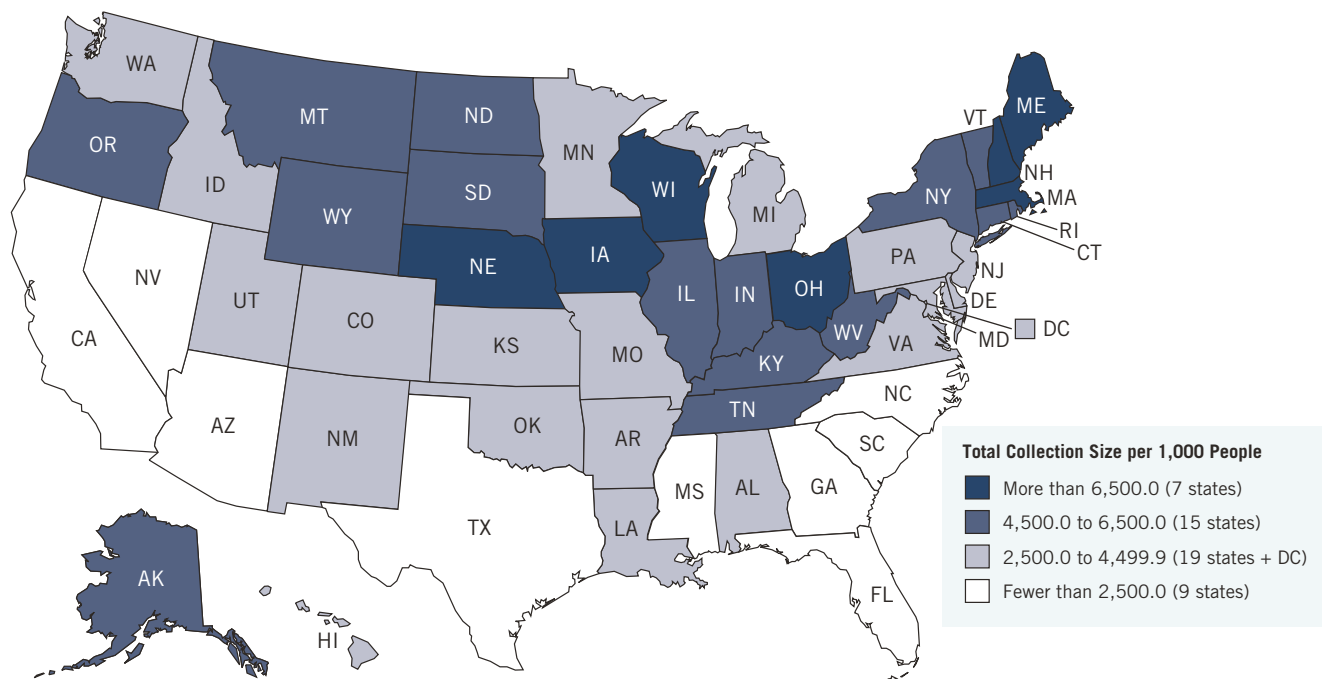 WA
MT
ND
MN
VT
ME
OR
ID
WY
SD
WI
MI
NY
NH
MA
RI
CT
NV
UT
CO
NE
IA
IL
IN
OH
PA
NJ
DE
DC
MD
CA
KS
MO
KY
WV
VA
AZ
NM
OK
AR
TN
NC
SC
TX
LA
MS
AL
GA
FL
AK
HI
Total Collection Size per 1,000 People
More than 6,500.0 (7 states)
4,500.0 to 6,500.0 (15 states)
2,500.0 to 4,499.9 (19 states + DC)
Fewer than 2,500.0 (9 states)